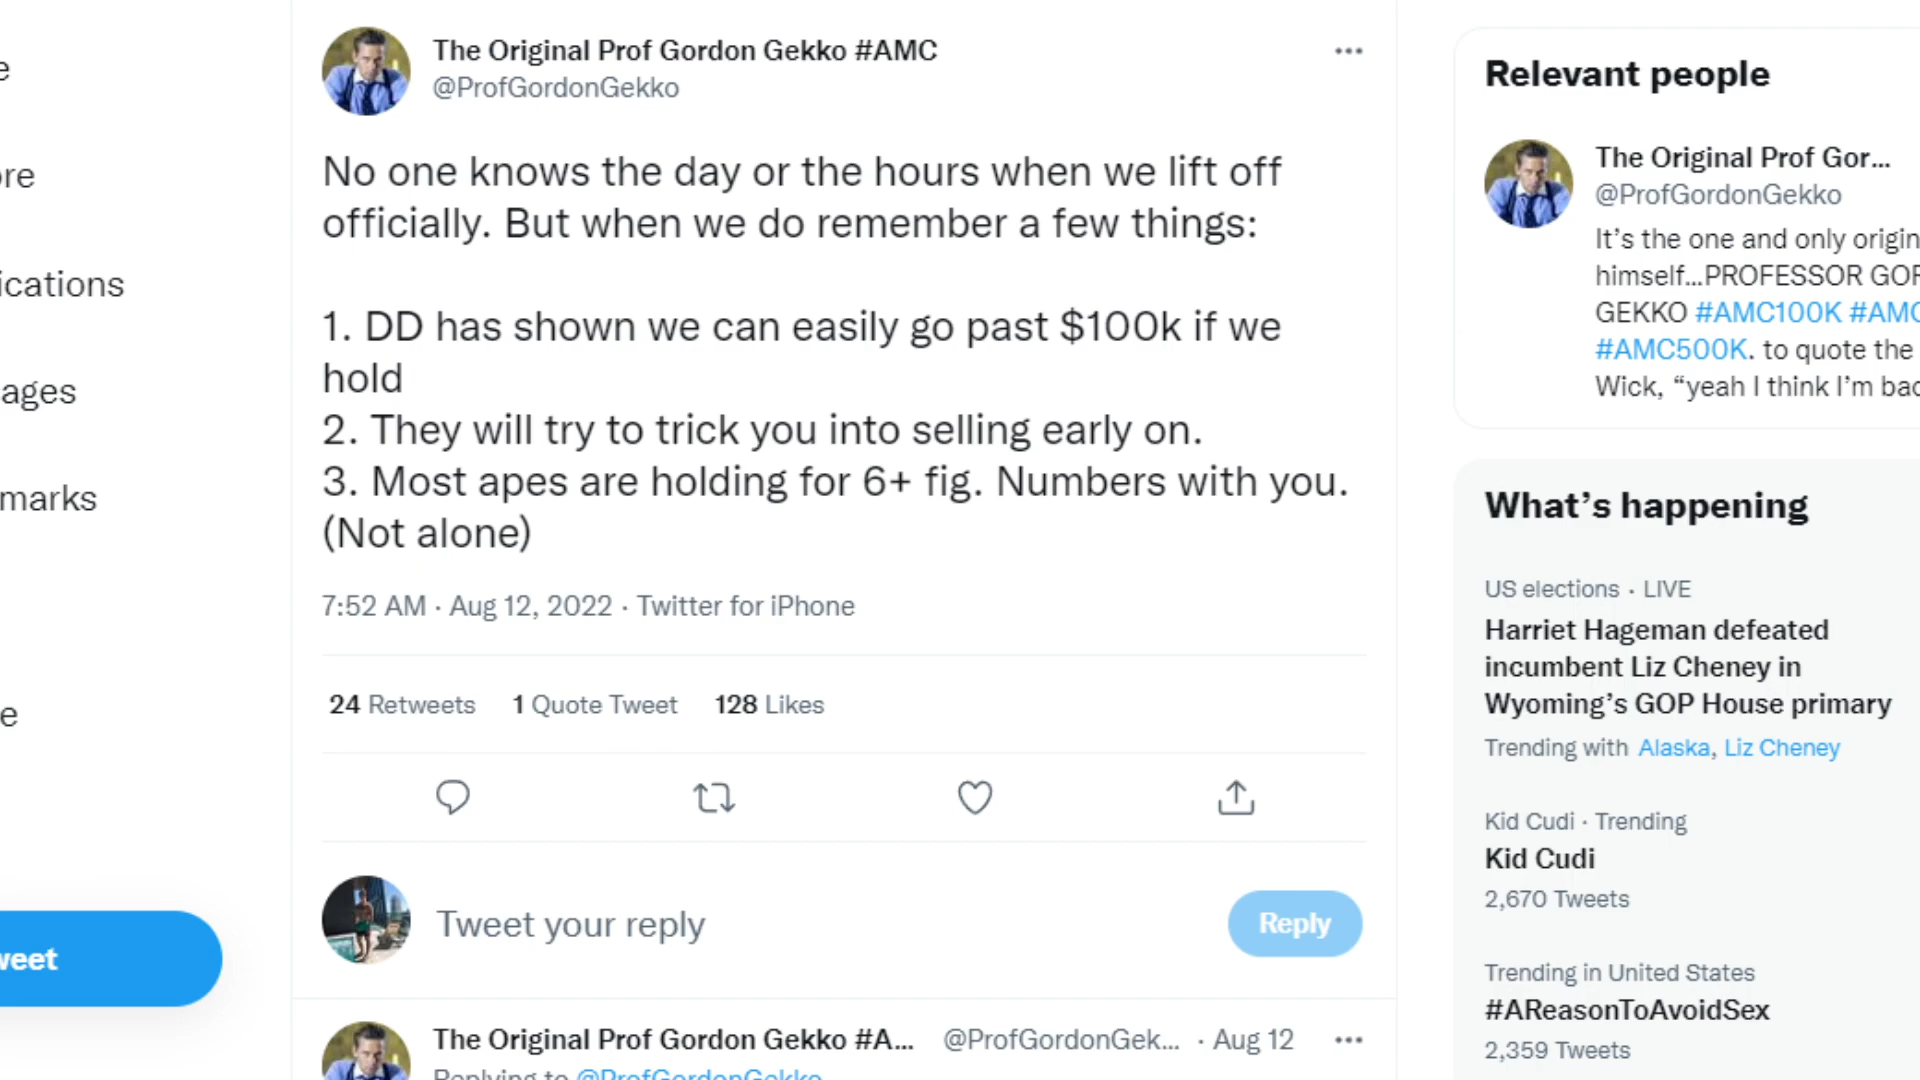 e
ore
ications
ages
marks
e
weet
The Original Prof Gordon Gekko #AMC
@ProfGordonGekko
No one knows the day or the hours when we lift off
officially. But when we do remember a few things:
1. DD has shown we can easily go past $100k if we
hold
2. They will try to trick you into selling early on.
3. Most apes are holding for 6+ fig. Numbers with you.
(Not alone)
7:52 AM · Aug 12, 2022 · Twitter for iPhone
24 Retweets 1 Quote Tweet 128 Likes
Tweet your reply
Reply
The Original Prof Gordon Gekko #A... @ProfGordonGek... · Aug 12
Replying to @ProfGordonGekko
Relevant people
The Original Prof Gor...
@ProfGordonGekko
It's the one and only origin
himself...PROFESSOR GOR
GEKKO #AMC100K #AMC
#AMC500K. to quote the
Wick, “yeah I think I'm bac
What's happening
US elections · LIVE
Harriet Hageman defeated
incumbent Liz Cheney in
Wyoming's GOP House primary
Trending with Alaska, Liz Cheney
Kid Cudi · Trending
Kid Cudi
2,670 Tweets
Trending in United States
#AReasonToAvoidSex
2,359 Tweets